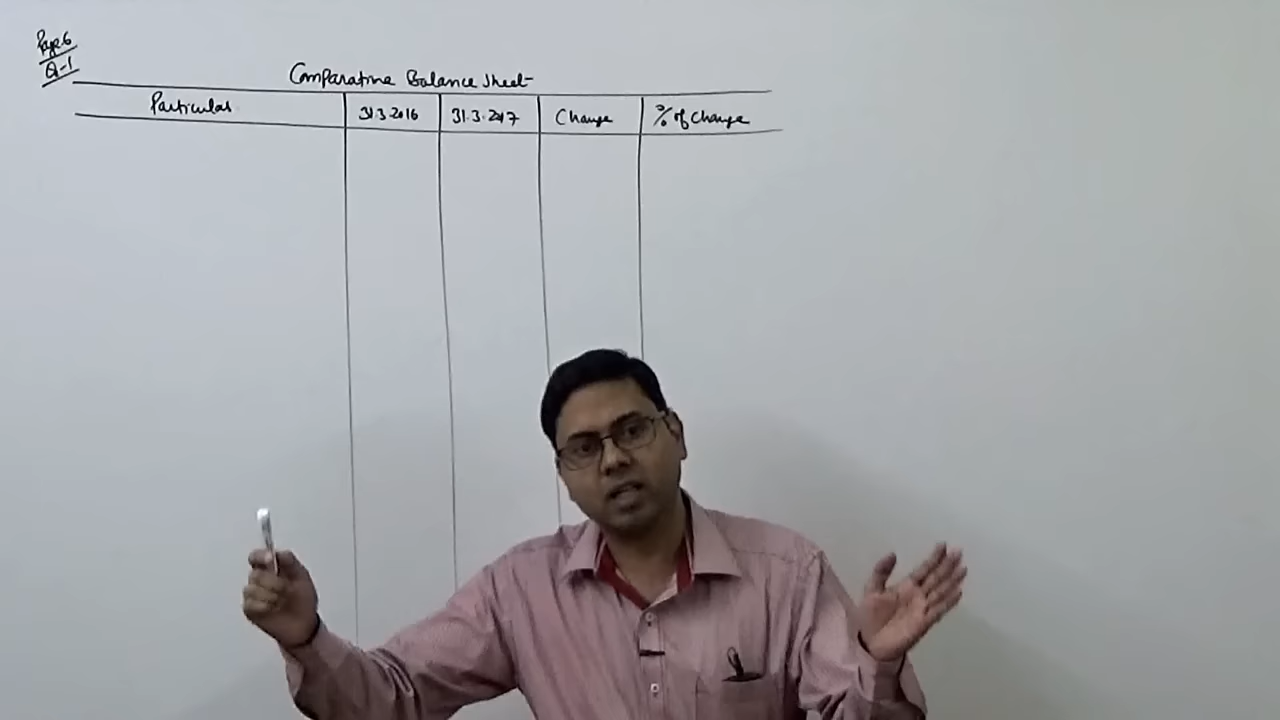 Page 6
Q-1
Comparative Balance Sheet
Particulars 31.3.2016 31.3.2017 Change % of Change